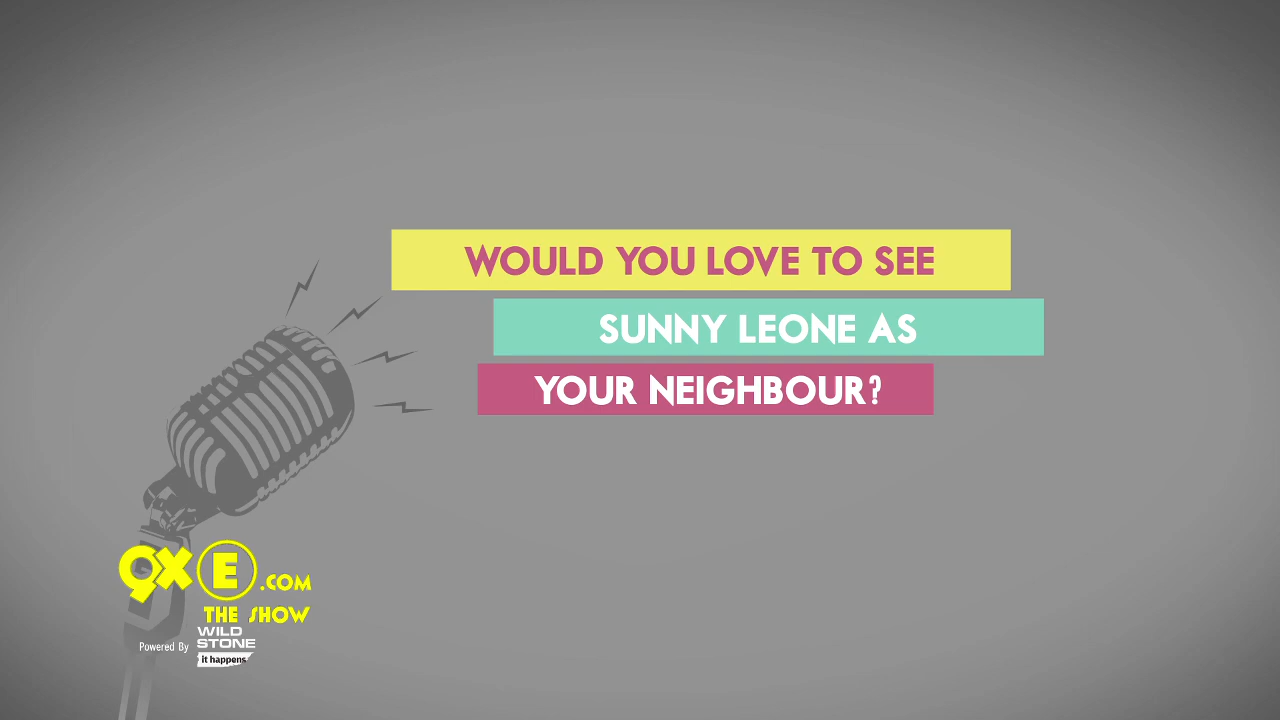 WOULD YOU LOVE TO SEE
SUNNY LEONE AS
YOUR NEIGHBOUR?
9X E .COM
THE SHOW
Powered By WILD STONE
it happens